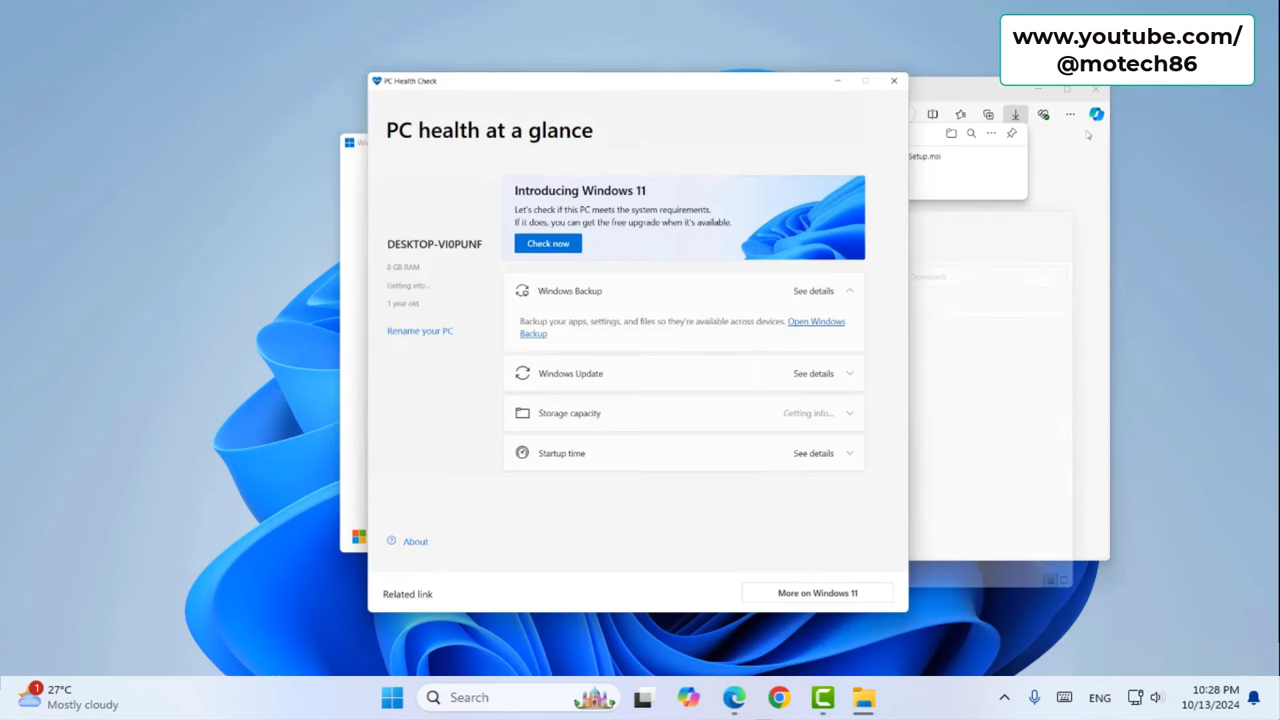 www.youtube.com/
@motech86
PC Health Check
PC health at a glance
Introducing Windows 11
Let's check if this PC meets the system requirements.
If it does, you can get the free upgrade when it's available.
Check now
DESKTOP-VI0PUNF
8 GB RAM
Getting info...
1 year old
Rename your PC
Windows Backup
See details
Backup your apps, settings, and files so they're available across devices. Open Windows
Backup
Windows Update
See details
Storage capacity
Getting info...
Startup time
See details
About
Related link
More on Windows 11
Setup.msi
Downloads
1
27°C
Mostly cloudy
Search
ENG
10:28 PM
10/13/2024